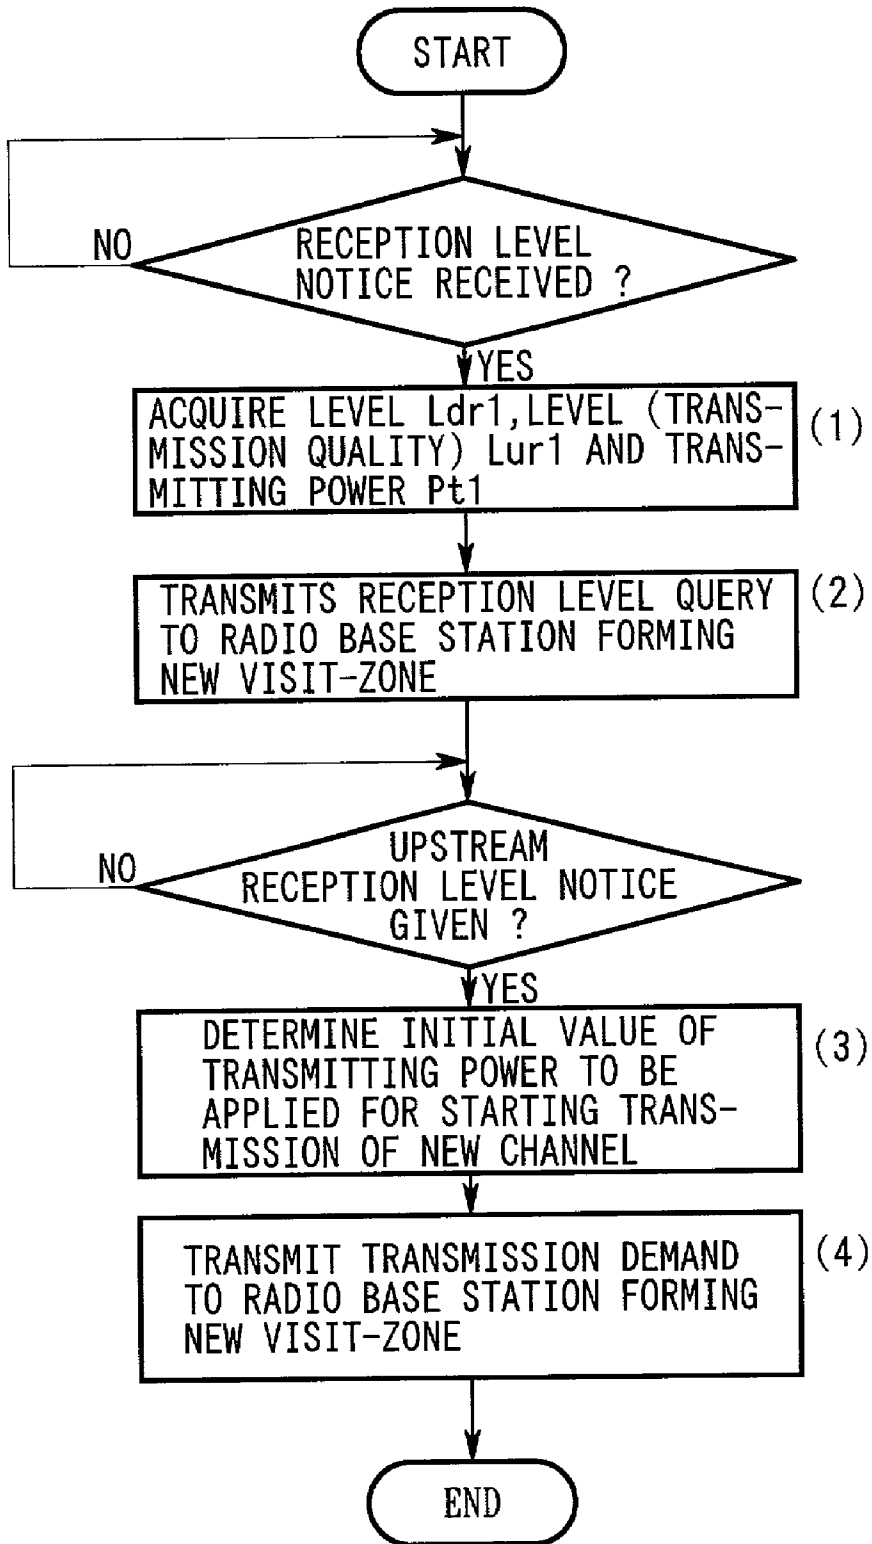 START
RECEPTION LEVEL
NOTICE RECEIVED ?
NO
YES
ACQUIRE LEVEL Ldr1,LEVEL (TRANS-
MISSION QUALITY) Lur1 AND TRANS-
MITTING POWER Pt1
(1)
TRANSMITS RECEPTION LEVEL QUERY
TO RADIO BASE STATION FORMING
NEW VISIT-ZONE
(2)
UPSTREAM
RECEPTION LEVEL NOTICE
GIVEN ?
NO
YES
DETERMINE INITIAL VALUE OF
TRANSMITTING POWER TO BE
APPLIED FOR STARTING TRANS-
MISSION OF NEW CHANNEL
(3)
TRANSMIT TRANSMISSION DEMAND
TO RADIO BASE STATION FORMING
NEW VISIT-ZONE
(4)
END